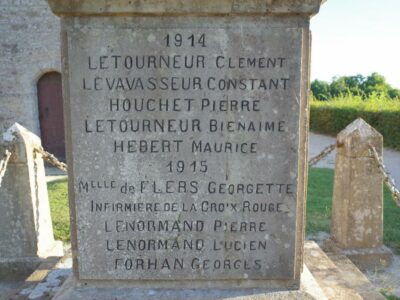 1914
LETOURNEUR CLEMENT
LEVAVASSEUR CONSTANT
HOUCHET PIERRE
LETOURNEUR BIENAIME
HEBERT MAURICE
1915
MELLE de FLERS GEORGETTE
INFIRMIERE DE LA CROIX ROUGE
LENORMAND PIERRE
LENORMAND LUCIEN
FORHAN GEORGES